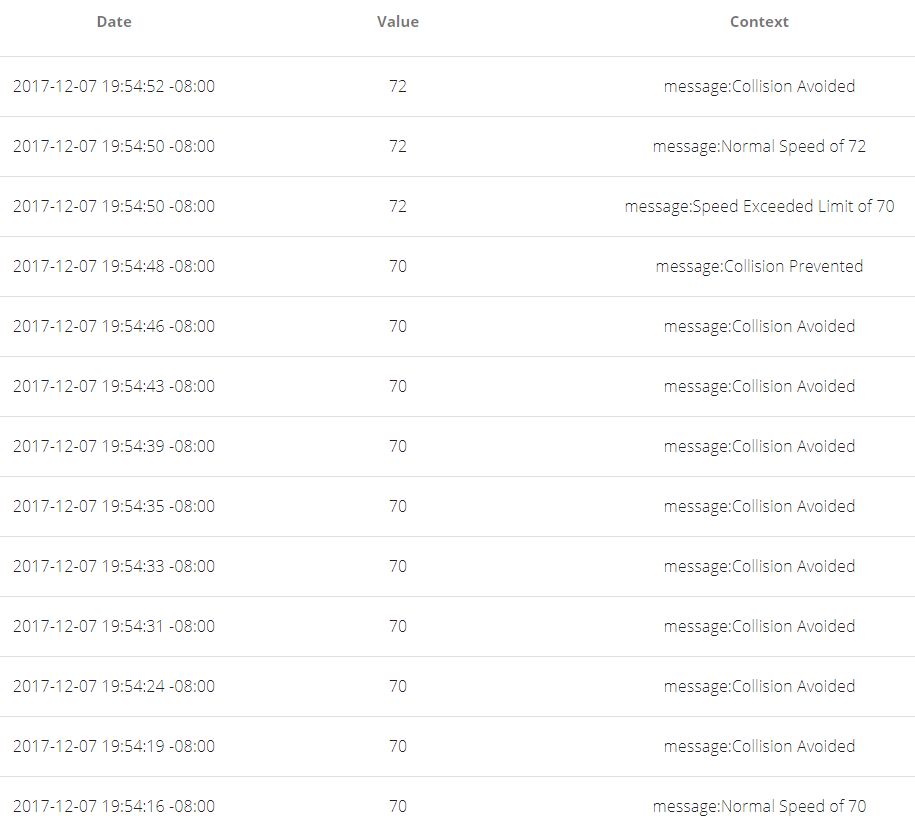 Date Value Context
2017-12-07 19:54:52 -08:00 72 message:Collision Avoided
2017-12-07 19:54:50 -08:00 72 message:Normal Speed of 72
2017-12-07 19:54:50 -08:00 72 message:Speed Exceeded Limit of 70
2017-12-07 19:54:48 -08:00 70 message:Collision Prevented
2017-12-07 19:54:46 -08:00 70 message:Collision Avoided
2017-12-07 19:54:43 -08:00 70 message:Collision Avoided
2017-12-07 19:54:39 -08:00 70 message:Collision Avoided
2017-12-07 19:54:35 -08:00 70 message:Collision Avoided
2017-12-07 19:54:33 -08:00 70 message:Collision Avoided
2017-12-07 19:54:31 -08:00 70 message:Collision Avoided
2017-12-07 19:54:24 -08:00 70 message:Collision Avoided
2017-12-07 19:54:19 -08:00 70 message:Collision Avoided
2017-12-07 19:54:16 -08:00 70 message:Normal Speed of 70